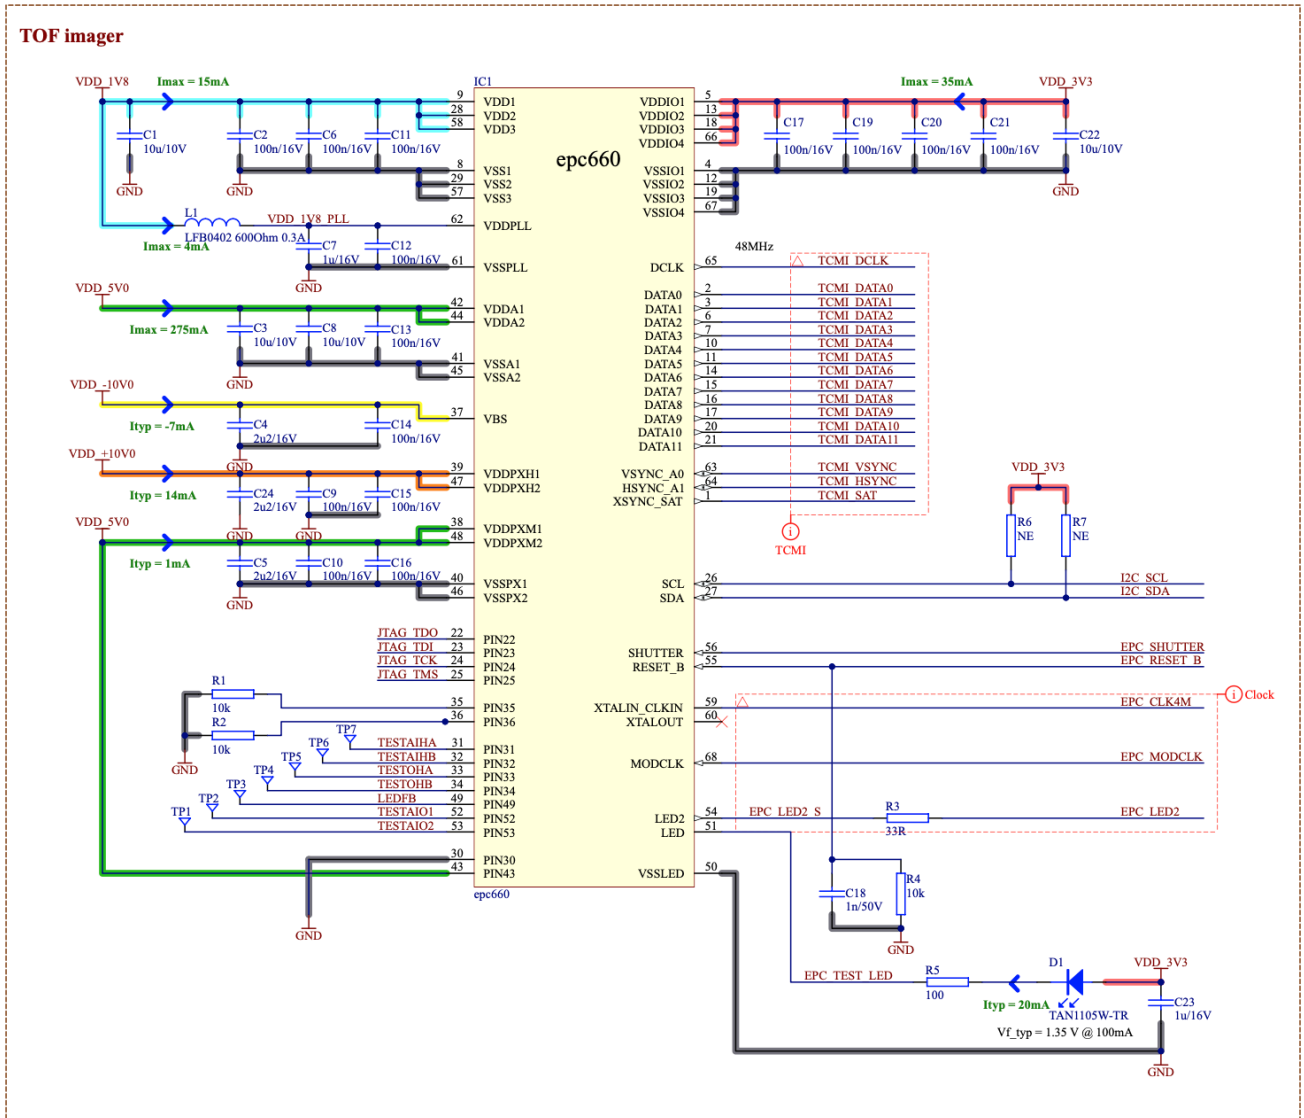 TOF imager
VDD_1V8
Imax = 15mA
IC1
Imax = 35mA
VDD_3V3
9 VDD1
28 VDD2
58 VDD3
VDDIO1 5
VDDIO2 13
VDDIO3 18
VDDIO4 66
C1
10u/10V
C2
100n/16V
C6
100n/16V
C11
100n/16V
C17
100n/16V
C19
100n/16V
C20
100n/16V
C21
100n/16V
C22
10u/10V
epc660
8 VSS1
29 VSS2
57 VSS3
VSSIO1 4
VSSIO2 12
VSSIO3 19
VSSIO4 67
GND
GND
GND
L1
LFB0402 600Ohm 0.3A
VDD_1V8_PLL
62 VDDPLL
Imax = 4mA
C7
1u/16V
C12
100n/16V
61 VSSPLL
GND
48MHz
DCLK 65 TCMI_DCLK
DATA0 2 TCMI_DATA0
DATA1 3 TCMI_DATA1
DATA2 6 TCMI_DATA2
DATA3 7 TCMI_DATA3
DATA4 10 TCMI_DATA4
DATA5 11 TCMI_DATA5
DATA6 14 TCMI_DATA6
DATA7 15 TCMI_DATA7
DATA8 16 TCMI_DATA8
DATA9 17 TCMI_DATA9
DATA10 20 TCMI_DATA10
DATA11 21 TCMI_DATA11
VSYNC_A0 63 TCMI_VSYNC
HSYNC_A1 64 TCMI_HSYNC
XSYNC_SAT 1 TCMI_SAT
TCMI
VDD_5V0
Imax = 275mA
42 VDDA1
44 VDDA2
C3
10u/10V
C8
10u/10V
C13
100n/16V
41 VSSA1
45 VSSA2
GND
VDD_-10V0
Ityp = -7mA
37 VBS
C4
2u2/16V
C14
100n/16V
GND
VDD_+10V0
Ityp = 14mA
39 VDDPXH1
47 VDDPXH2
C24
2u2/16V
C9
100n/16V
C15
100n/16V
GND
GND
VDD_5V0
Ityp = 1mA
38 VDDPXM1
48 VDDPXM2
C5
2u2/16V
C10
100n/16V
C16
100n/16V
40 VSSPX1
46 VSSPX2
GND
VDD_3V3
R6
NE
R7
NE
SCL 26 I2C_SCL
SDA 27 I2C_SDA
JTAG_TDO 22 PIN22
JTAG_TDI 23 PIN23
JTAG_TCK 24 PIN24
JTAG_TMS 25 PIN25
SHUTTER 56 EPC_SHUTTER
RESET_B 55 EPC_RESET_B
R1
10k
R2
10k
GND
35 PIN35
36 PIN36
XTALIN_CLKIN 59 EPC_CLK4M
XTALOUT 60
Clock
TP7 TESTAIHA 31 PIN31
TP6 TESTAIHB 32 PIN32
TP5 TESTOHA 33 PIN33
TP4 TESTOHB 34 PIN34
TP3 LEDFB 49 PIN49
TP2 TESTAIO1 52 PIN52
TP1 TESTAIO2 53 PIN53
MODCLK 68 EPC_MODCLK
LED2 54 EPC_LED2_S
R3
33R
EPC_LED2
LED 51
30 PIN30
43 PIN43
VSSLED 50
epc660
GND
C18
1n/50V
R4
10k
GND
EPC_TEST_LED
R5
100
Ityp = 20mA
D1
TAN1105W-TR
Vf_typ = 1.35 V @ 100mA
VDD_3V3
C23
1u/16V
GND